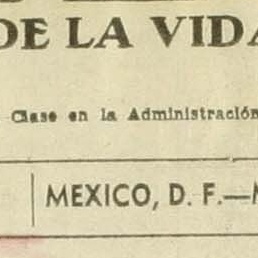 DE LA VIDA
Clase en la Administración
MEXICO, D. F.—